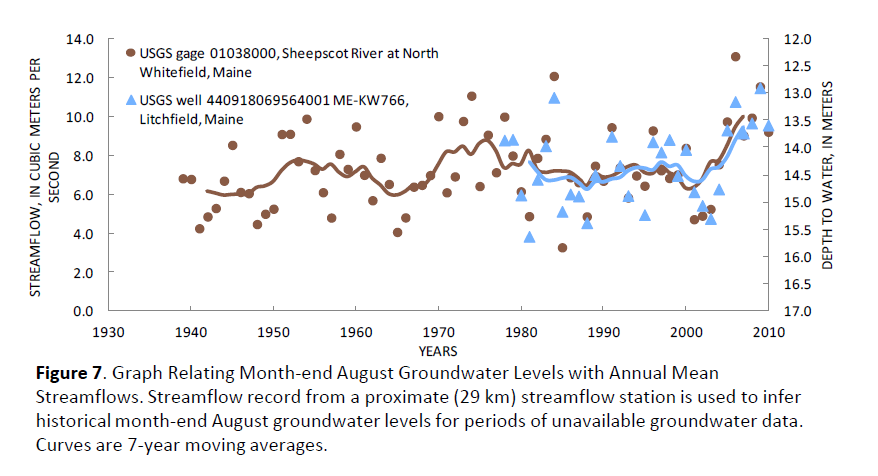 14.0
12.0
10.0
8.0
6.0
4.0
2.0
0.0
STREAMFLOW, IN CUBIC METERS PER
SECOND
USGS gage 01038000, Sheepscot River at North
Whitefield, Maine
USGS well 440918069564001 ME-KW766,
Litchfield, Maine
12.0
12.5
13.0
13.5
14.0
14.5
15.0
15.5
16.0
16.5
17.0
DEPTH TO WATER, IN METERS
1930 1940 1950 1960 1970 1980 1990 2000 2010
YEARS
Figure 7. Graph Relating Month-end August Groundwater Levels with Annual Mean
Streamflows. Streamflow record from a proximate (29 km) streamflow station is used to infer
historical month-end August groundwater levels for periods of unavailable groundwater data.
Curves are 7-year moving averages.